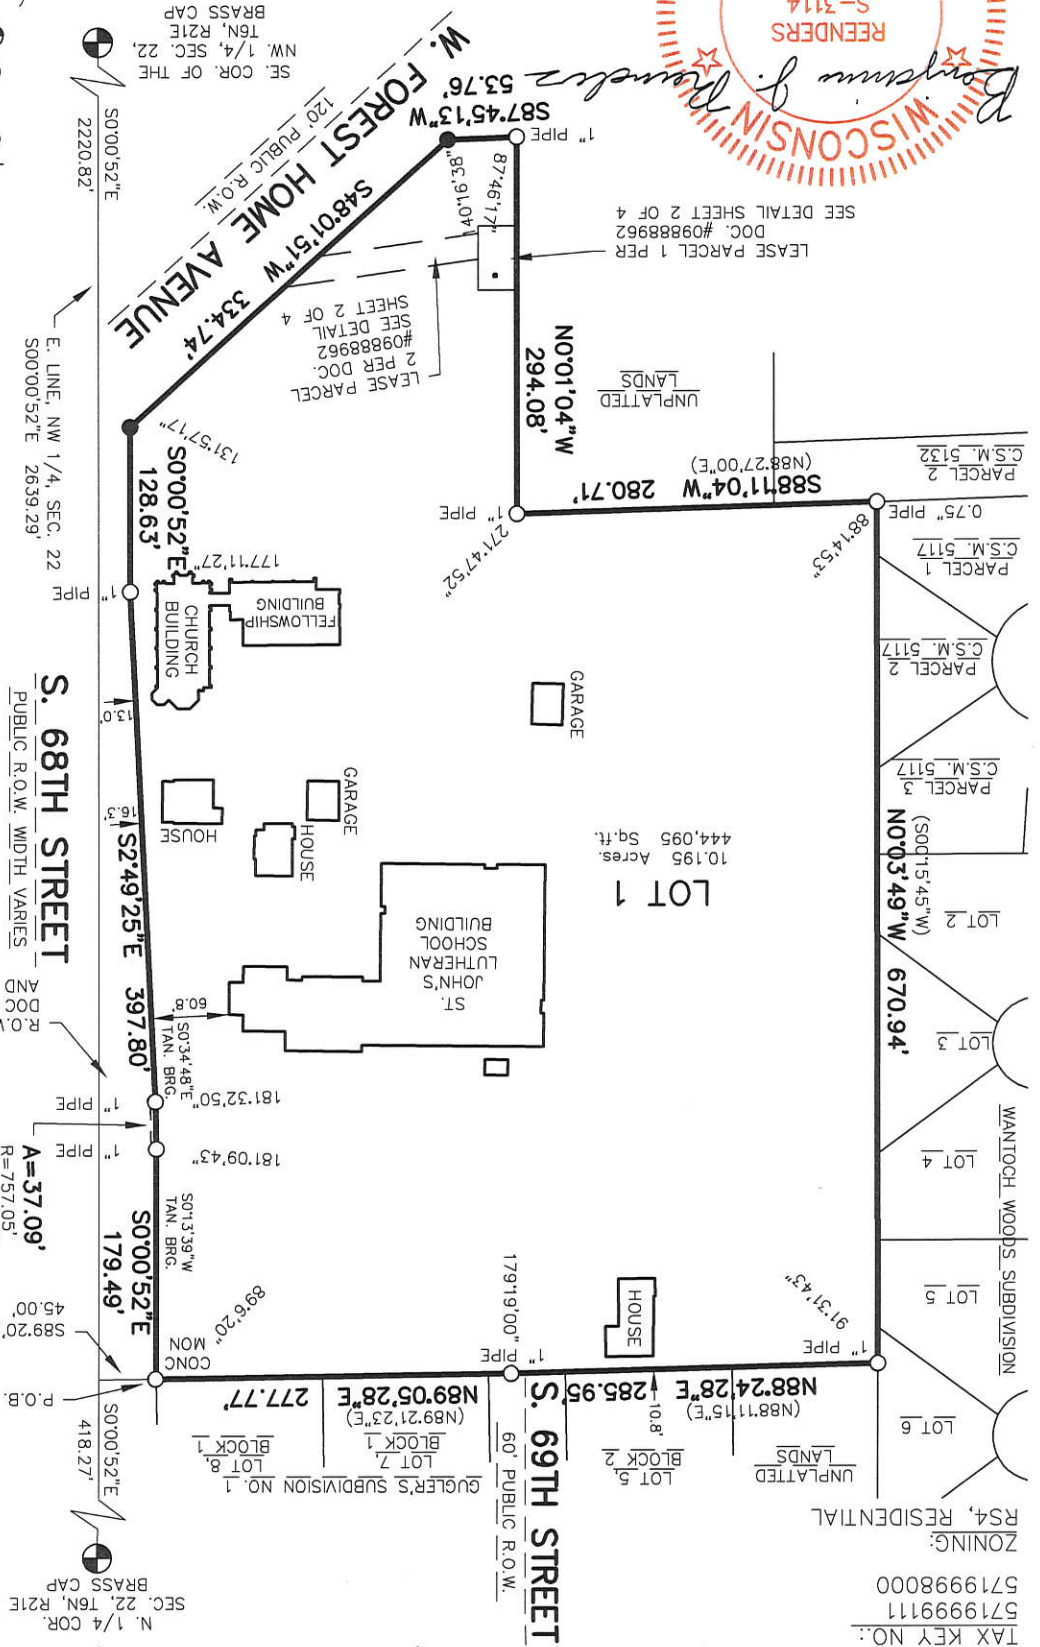 TAX KEY NO.:
5719999111
5719998000
ZONING:
RS4, RESIDENTIAL
N. 1/4 COR.
SEC. 22, T6N, R21E
BRASS CAP
S0°00'52"E
418.27'
P.O.B.
S89°20'
45.00'
S. 69TH STREET
60' PUBLIC R.O.W.
UNPLATTED
LANDS
LOT 5,
BLOCK 2
10.8'
GUGLER'S SUBDIVISION NO. 1
LOT 7,
BLOCK 1
LOT 8,
BLOCK 1
N88°24'28"E 285.95'
(N88°11'15"E)
N89°05'28"E 277.77'
(N89°21'23"E)
1" PIPE
91°31'43"
1" PIPE
179°19'00"
CONC
MON
89°6'20"
HOUSE
S0°00'52"E
179.49'
S0°13'39"W
TAN. BRG.
181°09'43"
1" PIPE
A=37.09'
R=757.05'
181°32'50"
1" PIPE
S0°34'48"E
TAN. BRG.
60.8'
R.O.W
DOC
AND
S. 68TH STREET
PUBLIC R.O.W. WIDTH VARIES
S2°49'25"E 397.80'
16.3'
13.0'
WANTOCH WOODS SUBDIVISION
LOT 6
LOT 5
LOT 4
LOT 3
LOT 2
N0°03'49"W 670.94'
(S00°15'45"W)
PARCEL 3
C.S.M. 5117
PARCEL 2
C.S.M. 5117
PARCEL 1
C.S.M. 5117
PARCEL 2
C.S.M. 5132
ST.
JOHN'S
LUTHERAN
SCHOOL
BUILDING
LOT 1
10.195 Acres.
444,095 Sq.ft.
HOUSE
GARAGE
HOUSE
GARAGE
CHURCH
BUILDING
FELLOWSHIP
BUILDING
1" PIPE
177°11'27"
S0°00'52"E
128.63'
131°57'17"
0.75" PIPE
88°14'53"
S88°11'04"W 280.71'
(N88°27'00"E)
1" PIPE
271°47'52"
UNPLATTED
LANDS
N0°01'04"W
294.08'
E. LINE, NW 1/4, SEC. 22
S00°00'52"E 2639.29'
LEASE PARCEL
2 PER DOC.
#09888962
SEE DETAIL
SHEET 2 OF 4
LEASE PARCEL 1 PER
DOC. #09888962
SEE DETAIL SHEET 2 OF 4
S48°01'51"W 334.74'
W. FOREST HOME AVENUE
120' PUBLIC R.O.W.
87°46'17"
140°16'38"
1" PIPE
S87°45'13"W
53.76'
S0°00'52"E
2220.82'
SE. COR. OF THE
NW. 1/4, SEC. 22,
T6N, R21E
BRASS CAP
WISCONSIN
Benjamin J. Reenders
REENDERS
S-3114